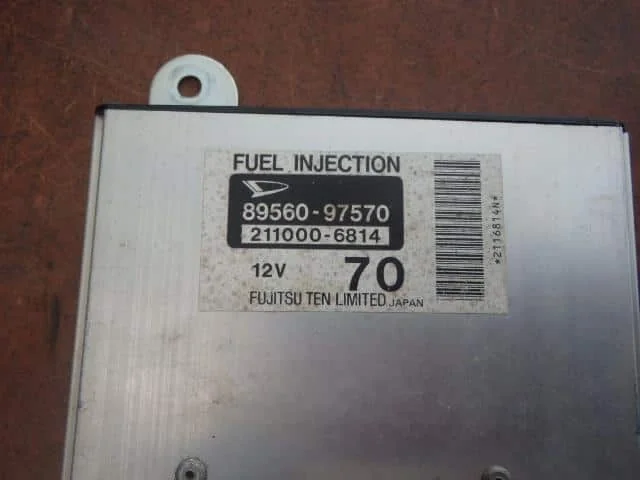 FUEL INJECTION
89560-97570
211000-6814
12V 70
FUJITSU TEN LIMITED JAPAN
*2116814N*